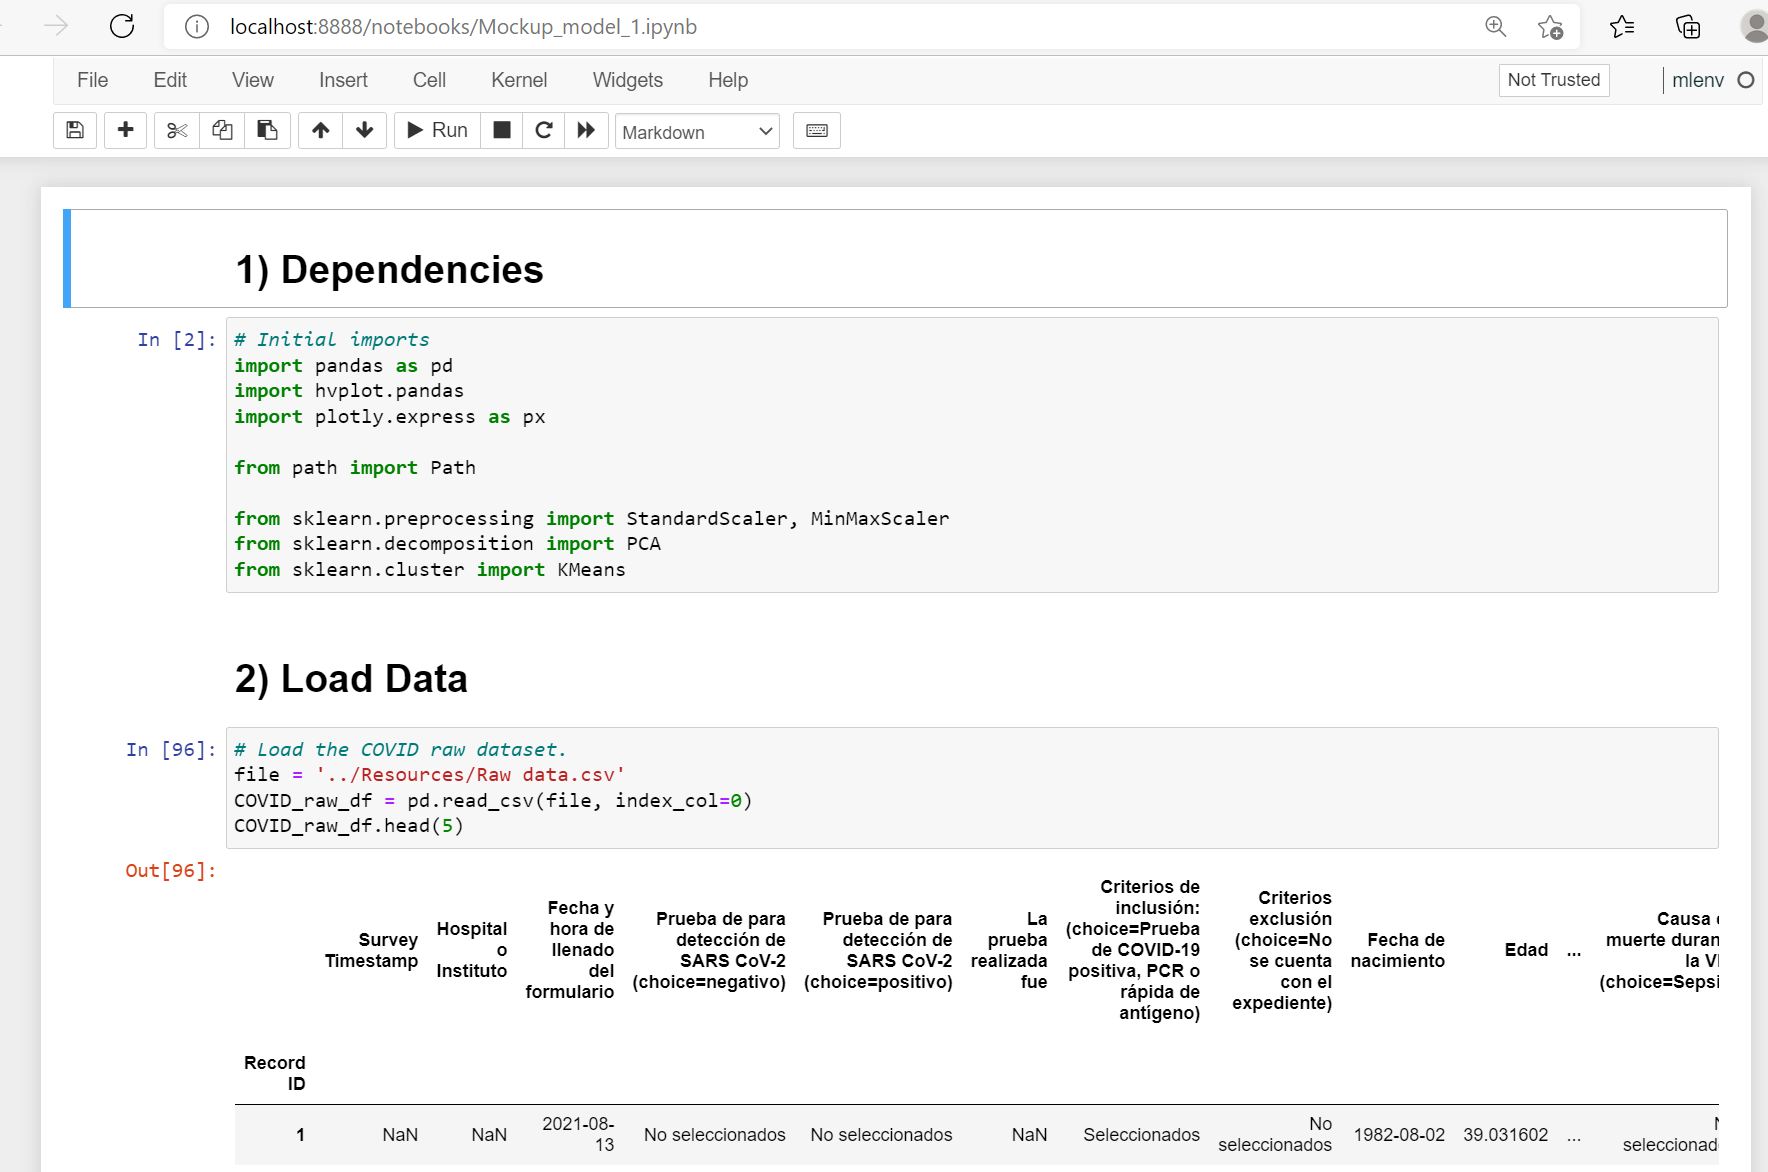 localhost:8888/notebooks/Mockup_model_1.ipynb
File Edit View Insert Cell Kernel Widgets Help Not Trusted mlenv
Run Markdown
1) Dependencies
In [2]:
# Initial imports
import pandas as pd
import hvplot.pandas
import plotly.express as px
from path import Path
from sklearn.preprocessing import StandardScaler, MinMaxScaler
from sklearn.decomposition import PCA
from sklearn.cluster import KMeans
2) Load Data
In [96]:
# Load the COVID raw dataset.
file = '../Resources/Raw data.csv'
COVID_raw_df = pd.read_csv(file, index_col=0)
COVID_raw_df.head(5)
Out[96]:
Survey
Timestamp
Hospital
o
Instituto
Fecha y
hora de
llenado
del
formulario
Prueba de para
detección de
SARS CoV-2
(choice=negativo)
Prueba de para
detección de
SARS CoV-2
(choice=positivo)
La
prueba
realizada
fue
Criterios de
inclusión:
(choice=Prueba
de COVID-19
positiva, PCR o
rápida de
antígeno)
Criterios
exclusión
(choice=No
se cuenta
con el
expediente)
Fecha de
nacimiento
Edad
...
Causa
muerte duran
la
(choice=Sepsi
Record
ID
1 NaN NaN 2021-08-
13 No seleccionados No seleccionados NaN Seleccionados No
seleccionados 1982-08-02 39.031602 ...
seleccionad